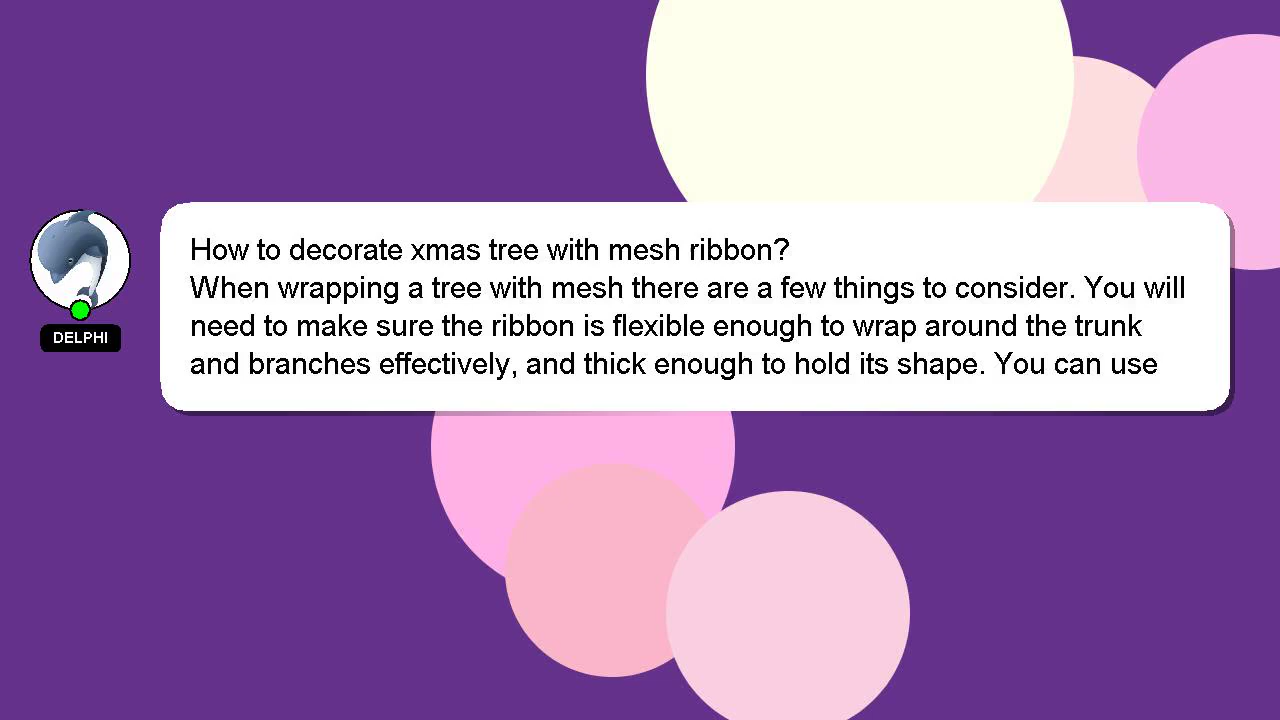 How to decorate xmas tree with mesh ribbon?
When wrapping a tree with mesh there are a few things to consider. You will
need to make sure the ribbon is flexible enough to wrap around the trunk
and branches effectively, and thick enough to hold its shape. You can use
DELPHI